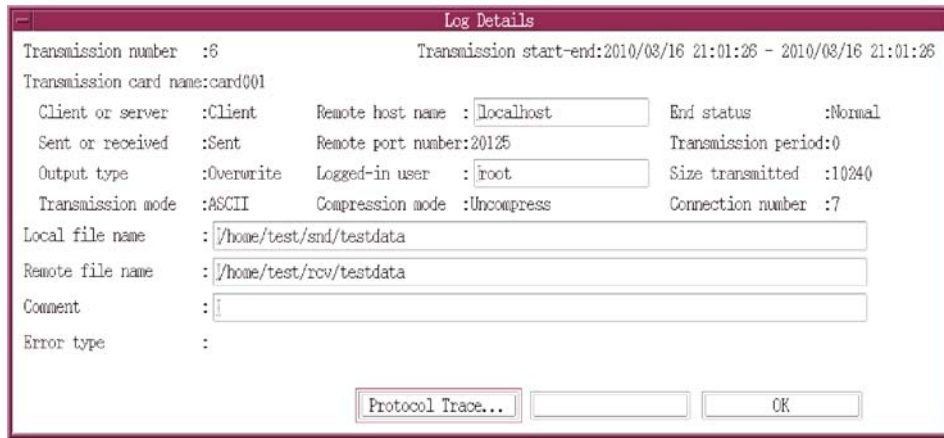 Log Details
Transmission number :6 Transmission start-end:2010/03/16 21:01:26 - 2010/03/16 21:01:26
Transmission card name:card001
Client or server :Client Remote host name :localhost End status :Normal
Sent or received :Sent Remote port number:20125 Transmission period:0
Output type :Overwrite Logged-in user :root Size transmitted :10240
Transmission mode :ASCII Compression mode :Uncompress Connection number :7
Local file name :/home/test/snd/testdata
Remote file name :/home/test/rcv/testdata
Comment :
Error type :
Protocol Trace... OK